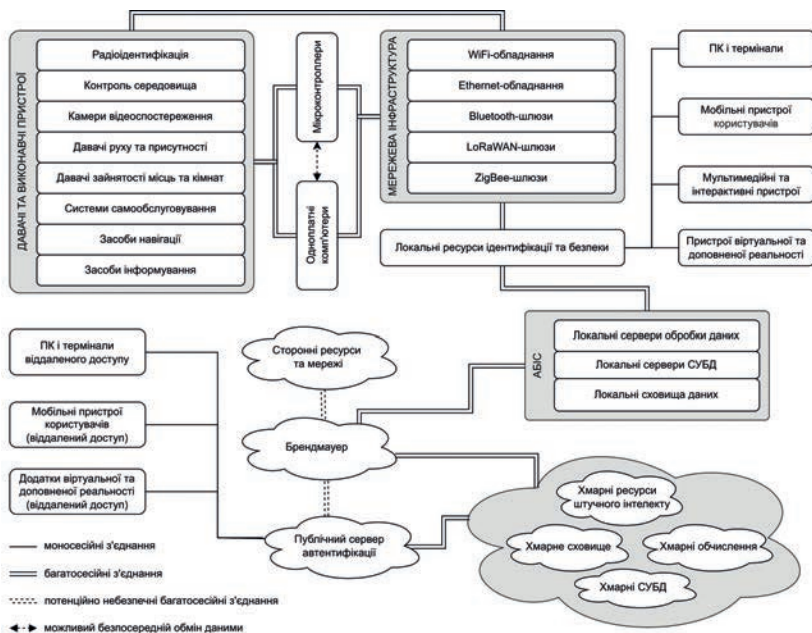 ДАВАЧІ ТА ВИКОНАВЧІ ПРИСТРОЇ
Радіоідентифікація
Контроль середовища
Камери відеоспостереження
Давачі руху та присутності
Давачі зайнятості місць та кімнат
Системи самообслуговування
Засоби навігації
Засоби інформування
Мікроконтроллери
Одноплатні
комп'ютери
МЕРЕЖЕВА ІНФРАСТРУКТУРА
WiFi-обладнання
Ethernet-обладнання
Bluetooth-шлюзи
LoRaWAN-шлюзи
ZigBee-шлюзи
Локальні ресурси ідентифікації та безпеки
ПК і термінали
Мобільні пристрої
користувачів
Мультимедійні та
інтерактивні пристрої
Пристрої віртуальної та
доповненої реальності
АБІС
Локальні сервери обробки даних
Локальні сервери СУБД
Локальні сховища даних
ПК і термінали
віддаленого доступу
Мобільні пристрої
користувачів
(віддалений доступ)
Додатки віртуальної та
доповненої реальності
(віддалений доступ)
Сторонні ресурси
та мережі
Брендмауер
Публічний сервер
автентифікації
Хмарні ресурси
штучного інтелекту
Хмарне сховище
Хмарні обчислення
Хмарні СУБД
моносесійні з'єднання
багатосесійні з'єднання
потенційно небезпечні багатосесійні з'єднання
можливий безпосередній обмін даними